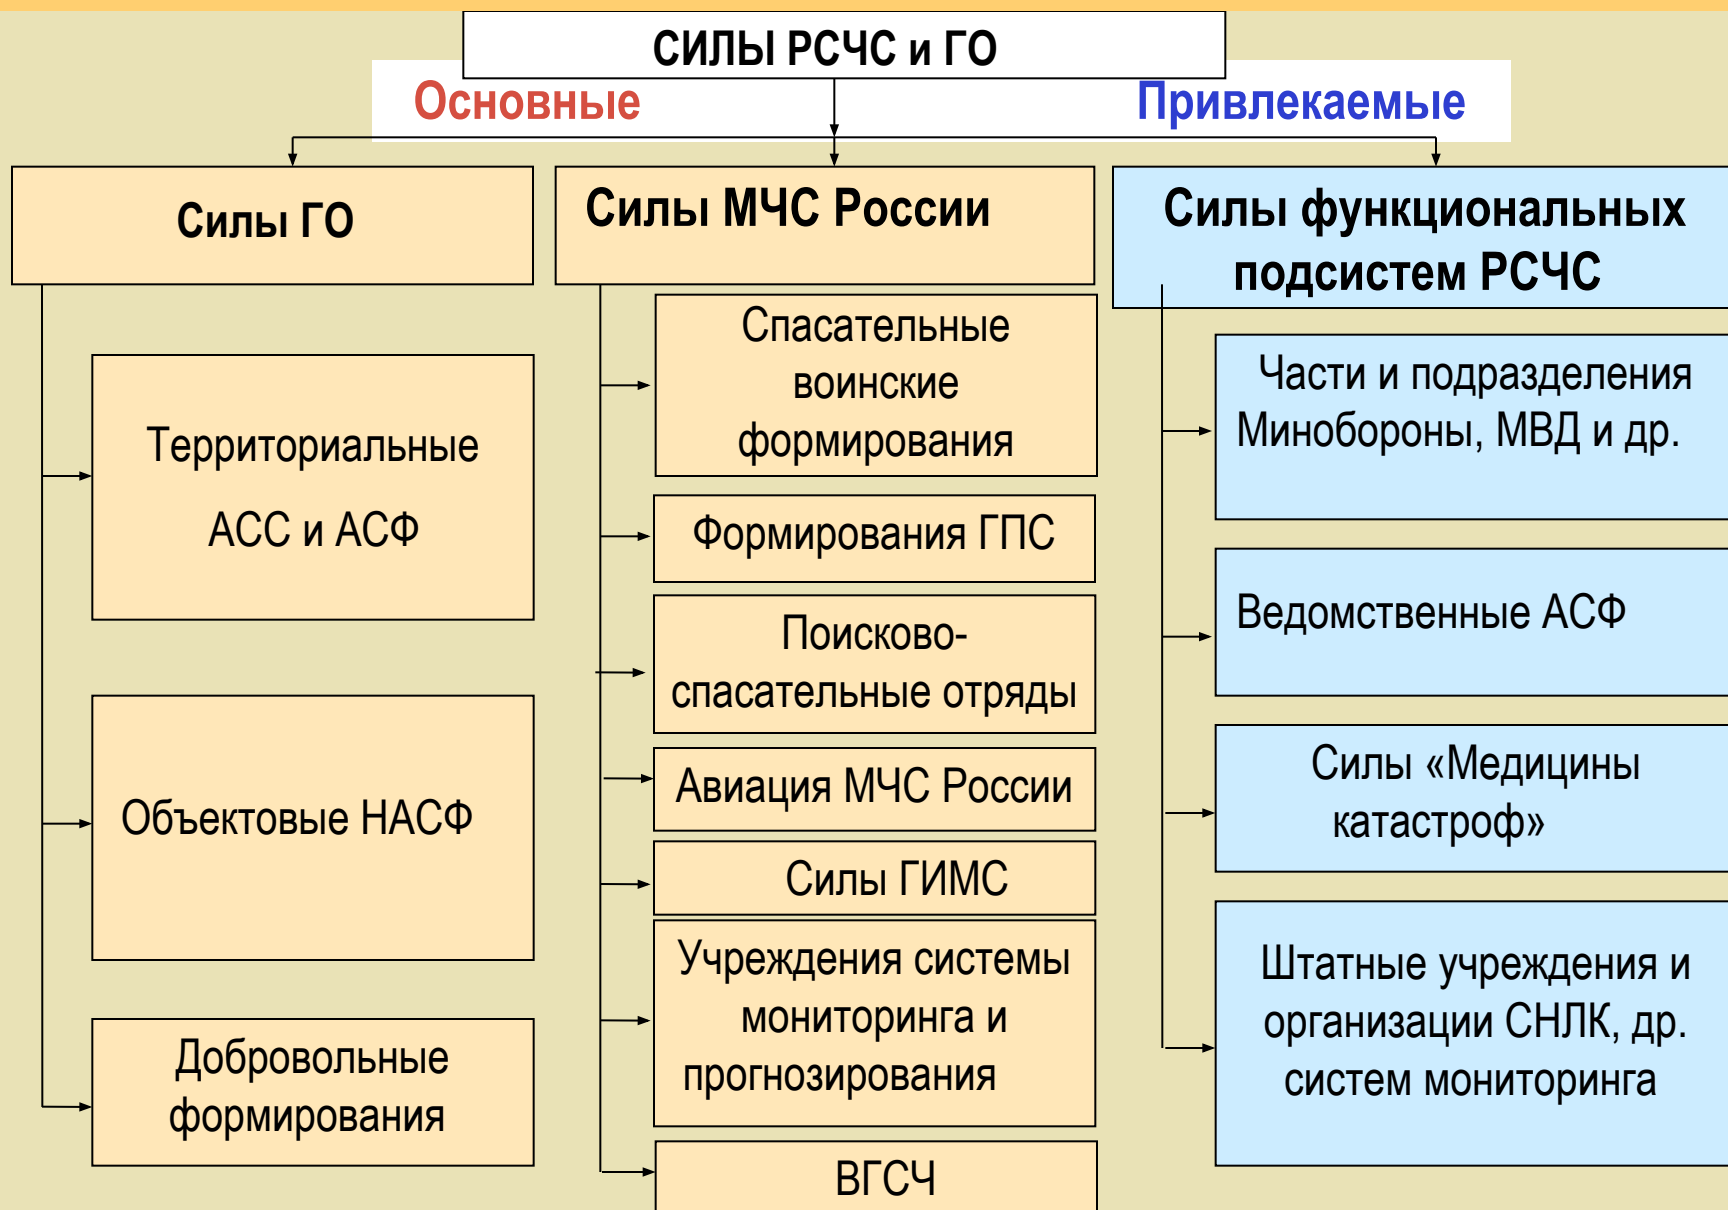 СИЛЫ РСЧС и ГО
Основные
Привлекаемые
Силы ГО
Территориальные
АСС и АСФ
Объектовые НАСФ
Добровольные
формирования
Силы МЧС России
Спасательные
воинские
формирования
Формирования ГПС
Поисково-
спасательные отряды
Авиация МЧС России
Силы ГИМС
Учреждения системы
мониторинга и
прогнозирования
ВГСЧ
Силы функциональных
подсистем РСЧС
Части и подразделения
Минобороны, МВД и др.
Ведомственные АСФ
Силы «Медицины
катастроф»
Штатные учреждения и
организации СНЛК, др.
систем мониторинга